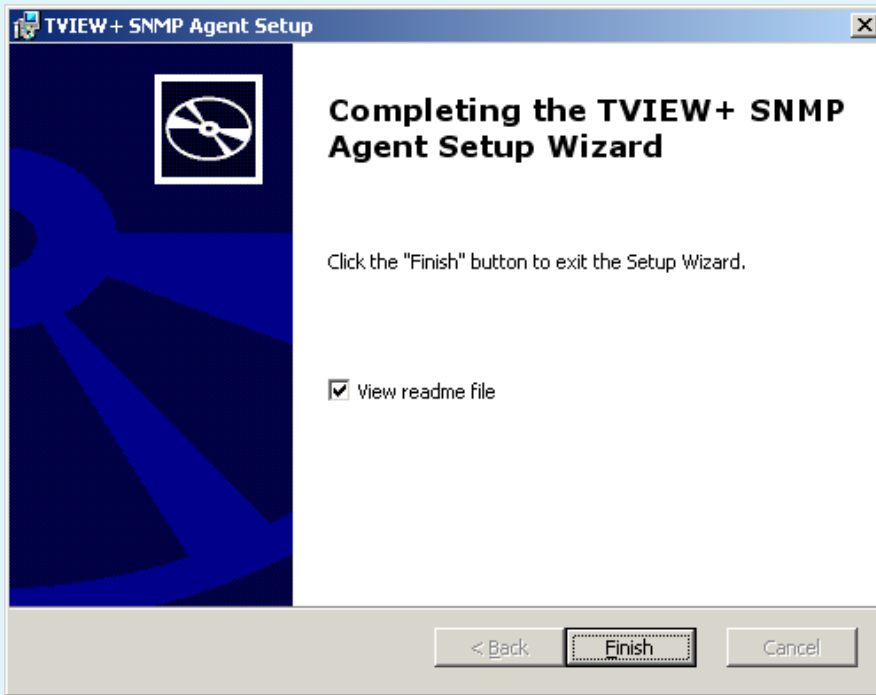 TVIEW+ SNMP Agent Setup
Completing the TVIEW+ SNMP
Agent Setup Wizard
Click the "Finish" button to exit the Setup Wizard.
View readme file
< Back
Finish
Cancel